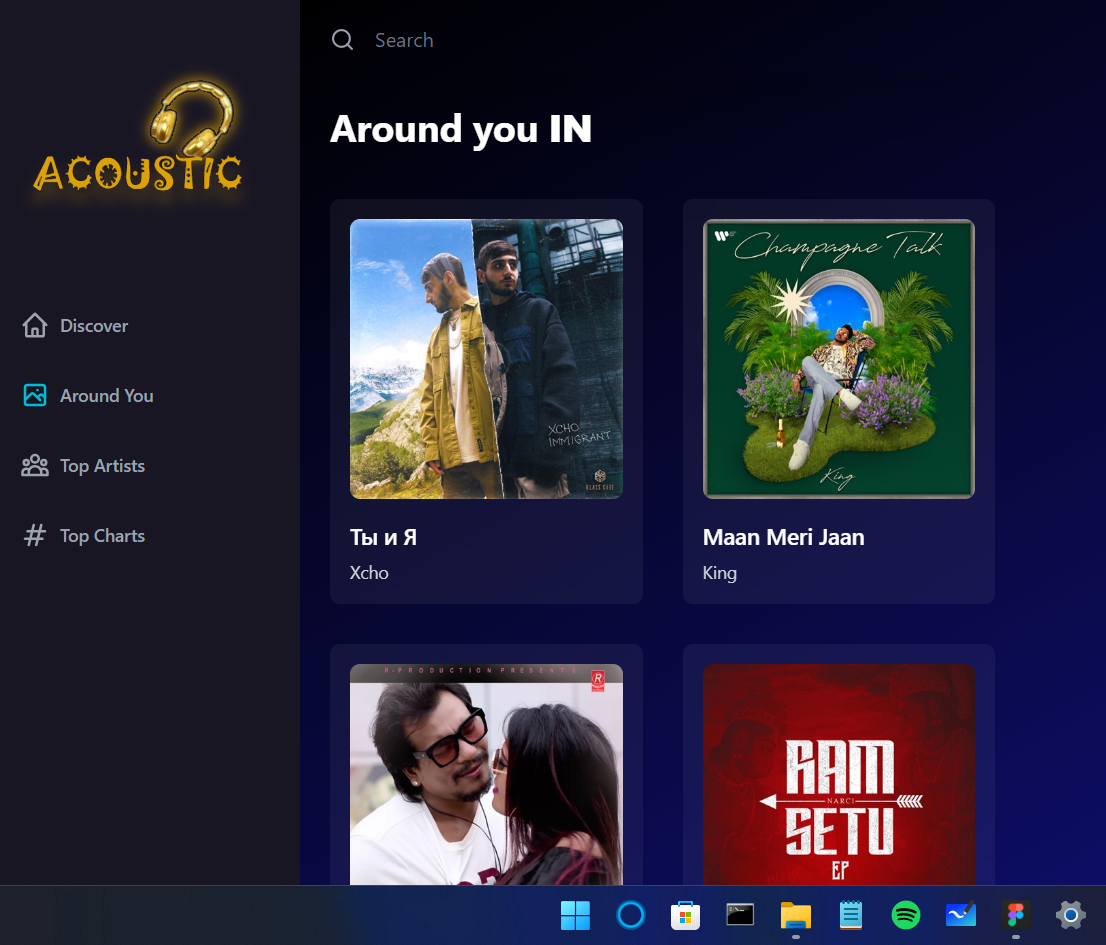 ACOUSTIC
Discover
Around You
Top Artists
Top Charts
Search
Around you IN
XCHO
IMMIGRANT
Ты и Я
Xcho
Champagne Talk
King
Maan Meri Jaan
King
R-PRODUCTION PRESENTS
R
RAM
NARCI
SETU
EP